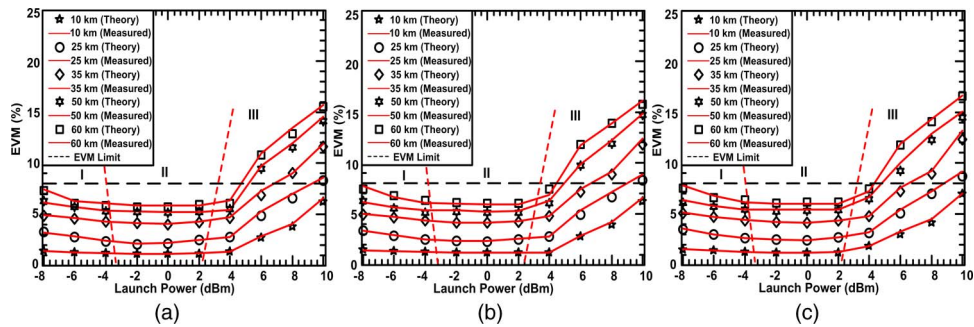 EVM (%)
25
20
15
10
5
0
10 km (Theory)
10 km (Measured)
25 km (Theory)
25 km (Measured)
35 km (Theory)
35 km (Measured)
50 km (Theory)
50 km (Measured)
60 km (Theory)
60 km (Measured)
EVM Limit
I
II
III
-8 -6 -4 -2 0 2 4 6 8 10
Launch Power (dBm)
(a)
EVM (%)
25
20
15
10
5
0
10 km (Theory)
10 km (Measured)
25 km (Theory)
25 km (Measured)
35 km (Theory)
35 km (Measured)
50 km (Theory)
50 km (Measured)
60 km (Theory)
60 km (Measured)
EVM Limit
I
II
III
-8 -6 -4 -2 0 2 4 6 8 10
Launch Power (dBm)
(b)
EVM (%)
25
20
15
10
5
0
10 km (Theory)
10 km (Measured)
25 km (Theory)
25 km (Measured)
35 km (Theory)
35 km (Measured)
50 km (Theory)
50 km (Measured)
60 km (Theory)
60 km (Measured)
EVM Limit
I
II
III
-8 -6 -4 -2 0 2 4 6 8 10
Launch Power (dBm)
(c)